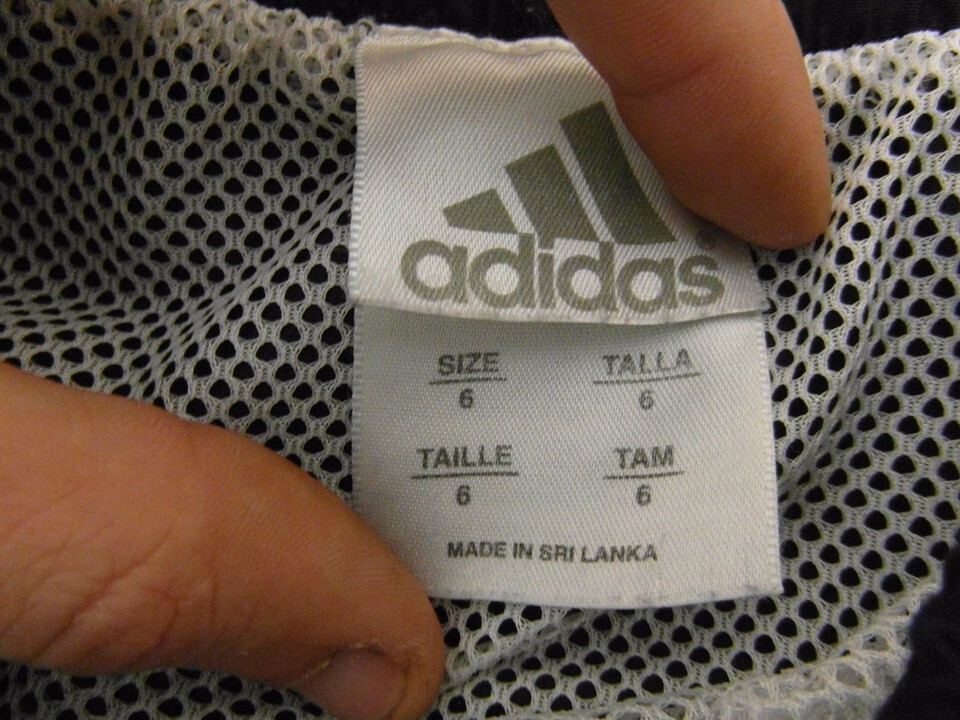 adidas®
SIZE TALLA
6 6
TAILLE TAM
6 6
MADE IN SRI LANKA